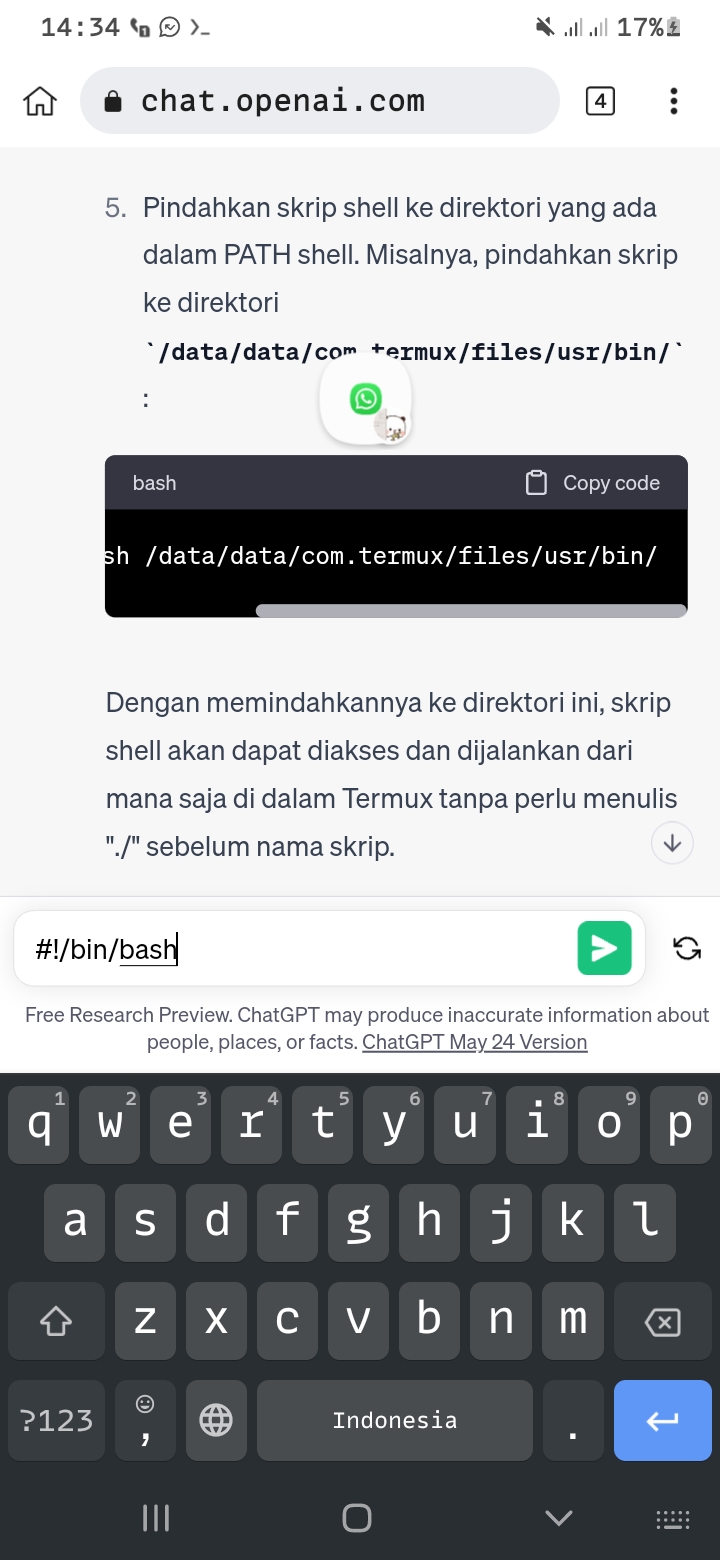 14:34 17%
chat.openai.com 4
5. Pindahkan skrip shell ke direktori yang ada
dalam PATH shell. Misalnya, pindahkan skrip
ke direktori
`/data/data/com.termux/files/usr/bin/`
:
bash Copy code
sh /data/data/com.termux/files/usr/bin/
Dengan memindahkannya ke direktori ini, skrip
shell akan dapat diakses dan dijalankan dari
mana saja di dalam Termux tanpa perlu menulis
"./" sebelum nama skrip.
#!/bin/bash
Free Research Preview. ChatGPT may produce inaccurate information about
people, places, or facts. ChatGPT May 24 Version
1 2 3 4 5 6 7 8 9 0
q w e r t y u i o p
a s d f g h j k l
z x c v b n m
?123 , Indonesia .